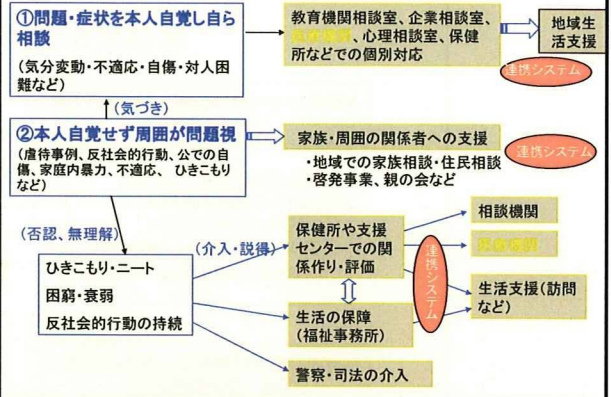 ①問題・症状を本人自覚し自ら
相談
(気分変動・不適応・自傷・対人困
難など)
教育機関相談室、企業相談室、
医療機関、心理相談室、保健
所などでの個別対応
地域生
活支援
連携システム
(気づき)
②本人自覚せず周囲が問題視
(虐待事例、反社会的行動、公での自
傷、家庭内暴力、不適応、ひきこもり
など)
家族・周囲の関係者への支援
連携システム
・地域での家族相談・住民相談
・啓発事業、親の会など
(否認、無理解)
(介入・説得)
ひきこもり・ニート
困窮・衰弱
反社会的行動の持続
保健所や支援
センターでの関
係作り・評価
連携システム
相談機関
医療機関
生活支援(訪問
など)
生活の保障
(福祉事務所)
警察・司法の介入